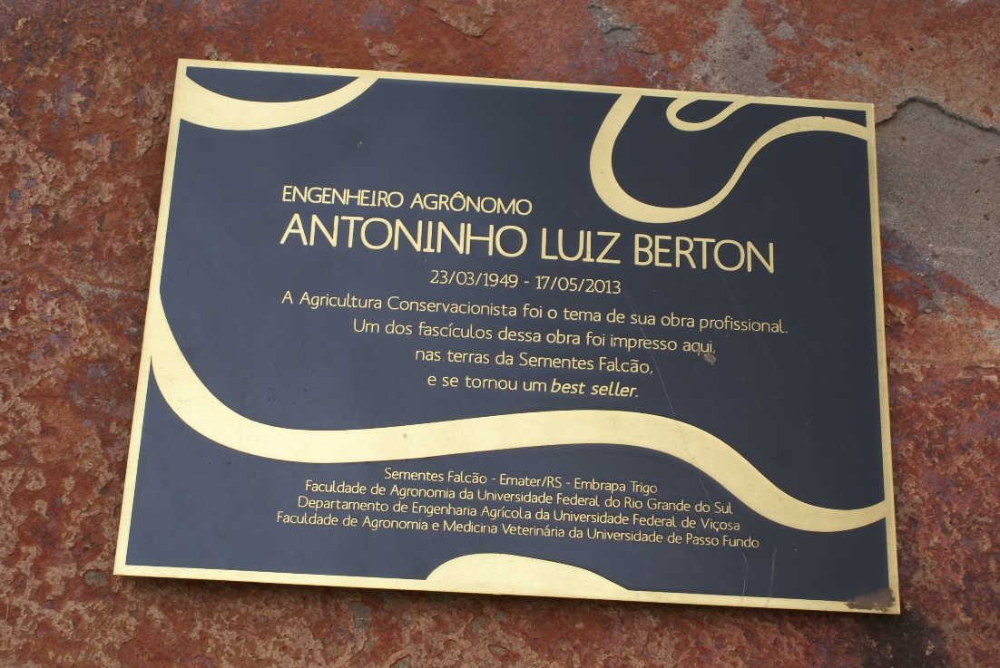 ENGENHEIRO AGRÔNOMO
ANTONINHO LUIZ BERTON
23/03/1949 - 17/05/2013
A Agricultura Conservacionista foi o tema de sua obra profissional.
Um dos fascículos dessa obra foi impresso aqui,
nas terras da Sementes Falcão,
e se tornou um best seller.
Sementes Falcão - Emater/RS - Embrapa Trigo
Faculdade de Agronomia da Universidade Federal do Rio Grande do Sul
Departamento de Engenharia Agrícola da Universidade Federal de Viçosa
Faculdade de Agronomia e Medicina Veterinária da Universidade de Passo Fundo